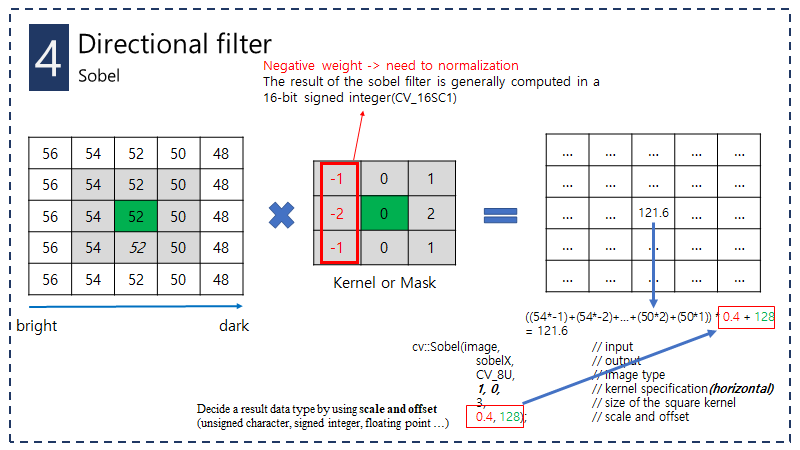 4
Directional filter
Sobel
Negative weight -> need to normalization
The result of the sobel filter is generally computed in a
16-bit signed integer(CV_16SC1)
56 54 52 50 48
56 54 52 50 48
56 54 52 50 48
56 54 52 50 48
56 54 52 50 48
bright dark
-1 0 1
-2 0 2
-1 0 1
Kernel or Mask
... ... ... ... ...
... ... ... ... ...
... ... 121.6 ... ...
... ... ... ... ...
... ... ... ... ...
((54*-1)+(54*-2)+...+(50*2)+(50*1)) * 0.4 + 128
= 121.6
cv::Sobel(image, // input
sobelX, // output
CV_8U, // image type
1, 0, // kernel specification(horizontal)
3, // size of the square kernel
0.4, 128); // scale and offset
Decide a result data type by using scale and offset
(unsigned character, signed integer, floating point ...)